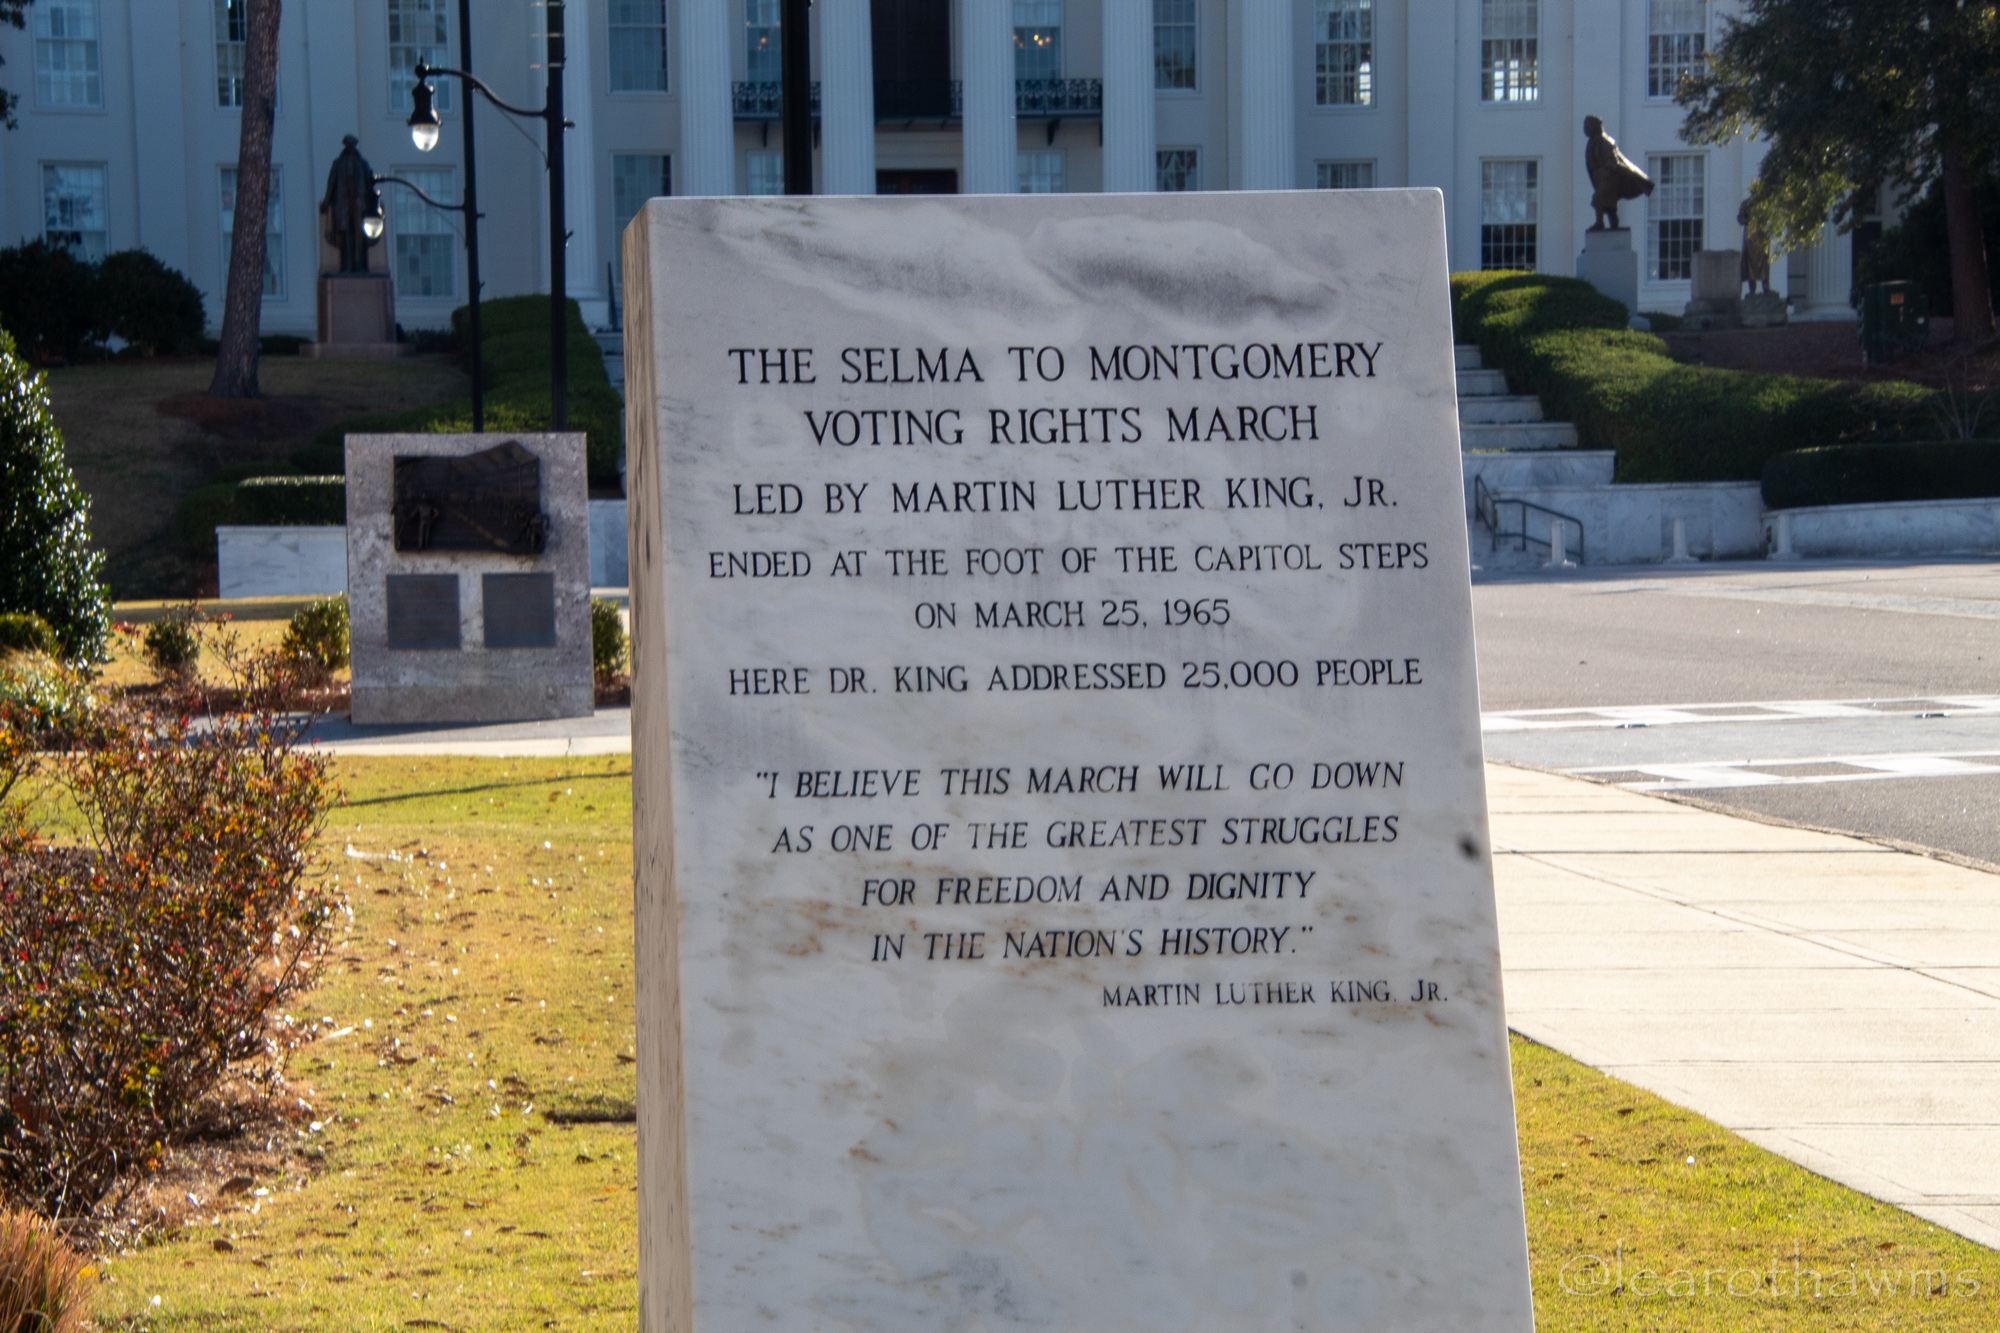 THE SELMA TO MONTGOMERY
VOTING RIGHTS MARCH
LED BY MARTIN LUTHER KING, JR.
ENDED AT THE FOOT OF THE CAPITOL STEPS
ON MARCH 25, 1965
HERE DR. KING ADDRESSED 25,000 PEOPLE
"I BELIEVE THIS MARCH WILL GO DOWN
AS ONE OF THE GREATEST STRUGGLES
FOR FREEDOM AND DIGNITY
IN THE NATION'S HISTORY."
MARTIN LUTHER KING, JR.
@learothawms